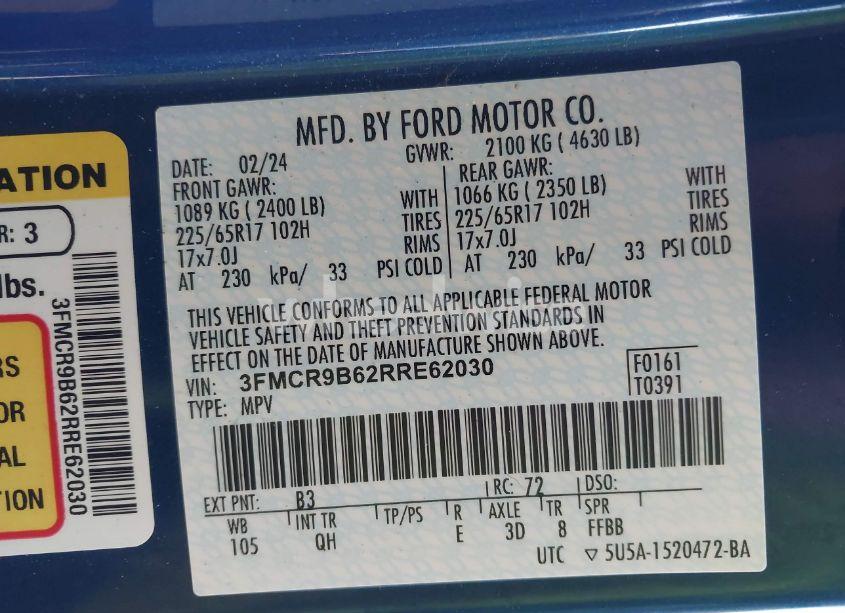 MFD. BY FORD MOTOR CO.
DATE: 02/24 GVWR: 2100 KG ( 4630 LB)
FRONT GAWR: REAR GAWR:
1089 KG ( 2400 LB) WITH 1066 KG ( 2350 LB) WITH
225/65R17 102H TIRES 225/65R17 102H TIRES
17x7.0J RIMS 17x7.0J RIMS
AT 230 kPa/ 33 PSI COLD AT 230 kPa/ 33 PSI COLD
THIS VEHICLE CONFORMS TO ALL APPLICABLE FEDERAL MOTOR
VEHICLE SAFETY AND THEFT PREVENTION STANDARDS IN
EFFECT ON THE DATE OF MANUFACTURE SHOWN ABOVE.
VIN: 3FMCR9B62RRE62030 F0161
TYPE: MPV T0391
EXT PNT: B3 RC: 72 DSO:
WB INT TR TP/PS R AXLE TR SPR
105 QH E 3D 8 FFBB
UTC ▽ 5U5A-1520472-BA
ATION
R: 3
lbs.
3FMCR9B62RRE62030
RS
OR
AL
TION